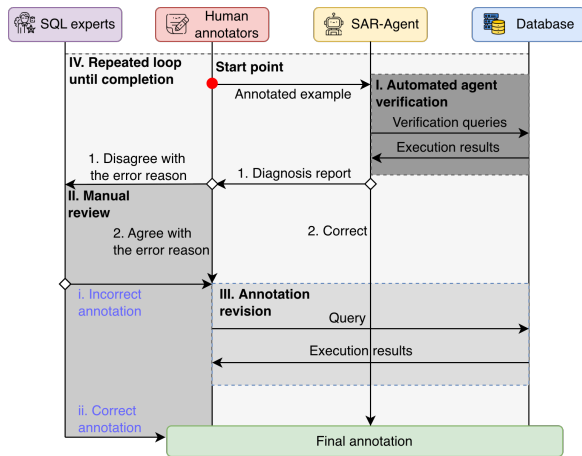 SQL experts
Human
annotators
SAR-Agent
Database
IV. Repeated loop
until completion
Start point
Annotated example
I. Automated agent
verification
Verification queries
Execution results
1. Disagree with
the error reason
1. Diagnosis report
II. Manual
review
2. Agree with
the error reason
2. Correct
i. Incorrect
annotation
III. Annotation
revision
Query
Execution results
ii. Correct
annotation
Final annotation